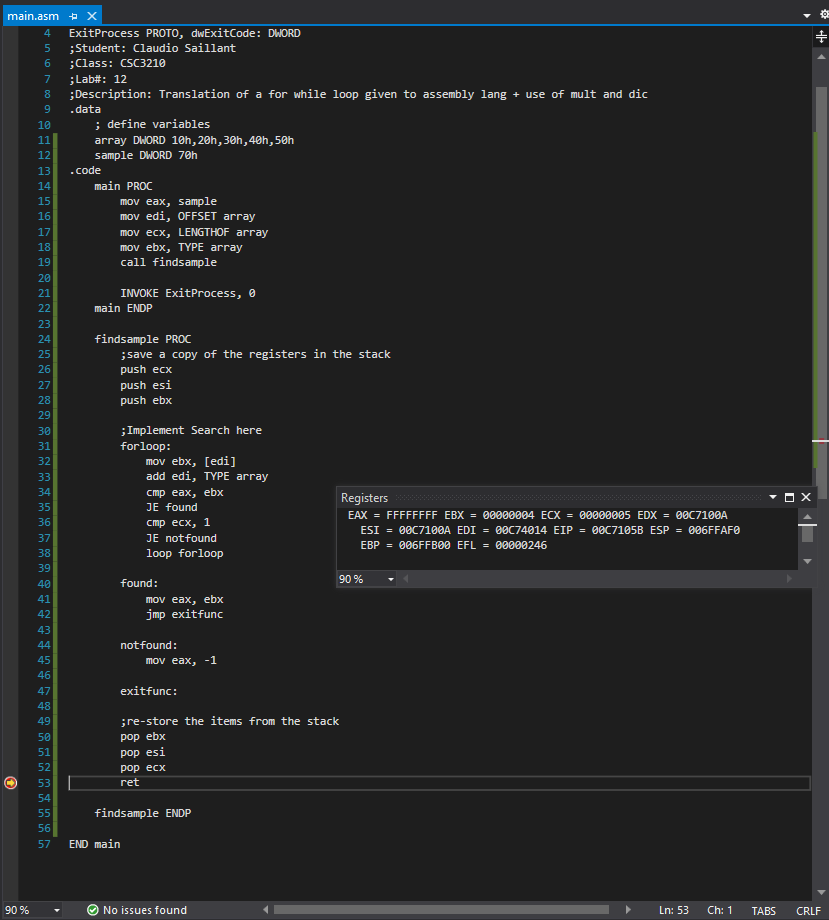 main.asm
4 ExitProcess PROTO, dwExitCode: DWORD
5 ;Student: Claudio Saillant
6 ;Class: CSC3210
7 ;Lab#: 12
8 ;Description: Translation of a for while loop given to assembly lang + use of mult and dic
9 .data
10 ; define variables
11 array DWORD 10h,20h,30h,40h,50h
12 sample DWORD 70h
13 .code
14 main PROC
15 mov eax, sample
16 mov edi, OFFSET array
17 mov ecx, LENGTHOF array
18 mov ebx, TYPE array
19 call findsample
20
21 INVOKE ExitProcess, 0
22 main ENDP
23
24 findsample PROC
25 ;save a copy of the registers in the stack
26 push ecx
27 push esi
28 push ebx
29
30 ;Implement Search here
31 forloop:
32 mov ebx, [edi]
33 add edi, TYPE array
34 cmp eax, ebx
35 JE found
36 cmp ecx, 1
37 JE notfound
38 loop forloop
39
40 found:
41 mov eax, ebx
42 jmp exitfunc
43
44 notfound:
45 mov eax, -1
46
47 exitfunc:
48
49 ;re-store the items from the stack
50 pop ebx
51 pop esi
52 pop ecx
53 ret
54
55 findsample ENDP
56
57 END main
Registers
EAX = FFFFFFFF EBX = 00000004 ECX = 00000005 EDX = 00C7100A
ESI = 00C7100A EDI = 00C74014 EIP = 00C7105B ESP = 006FFAF0
EBP = 006FFB00 EFL = 00000246
90 %
90 % No issues found Ln: 53 Ch: 1 TABS CRLF